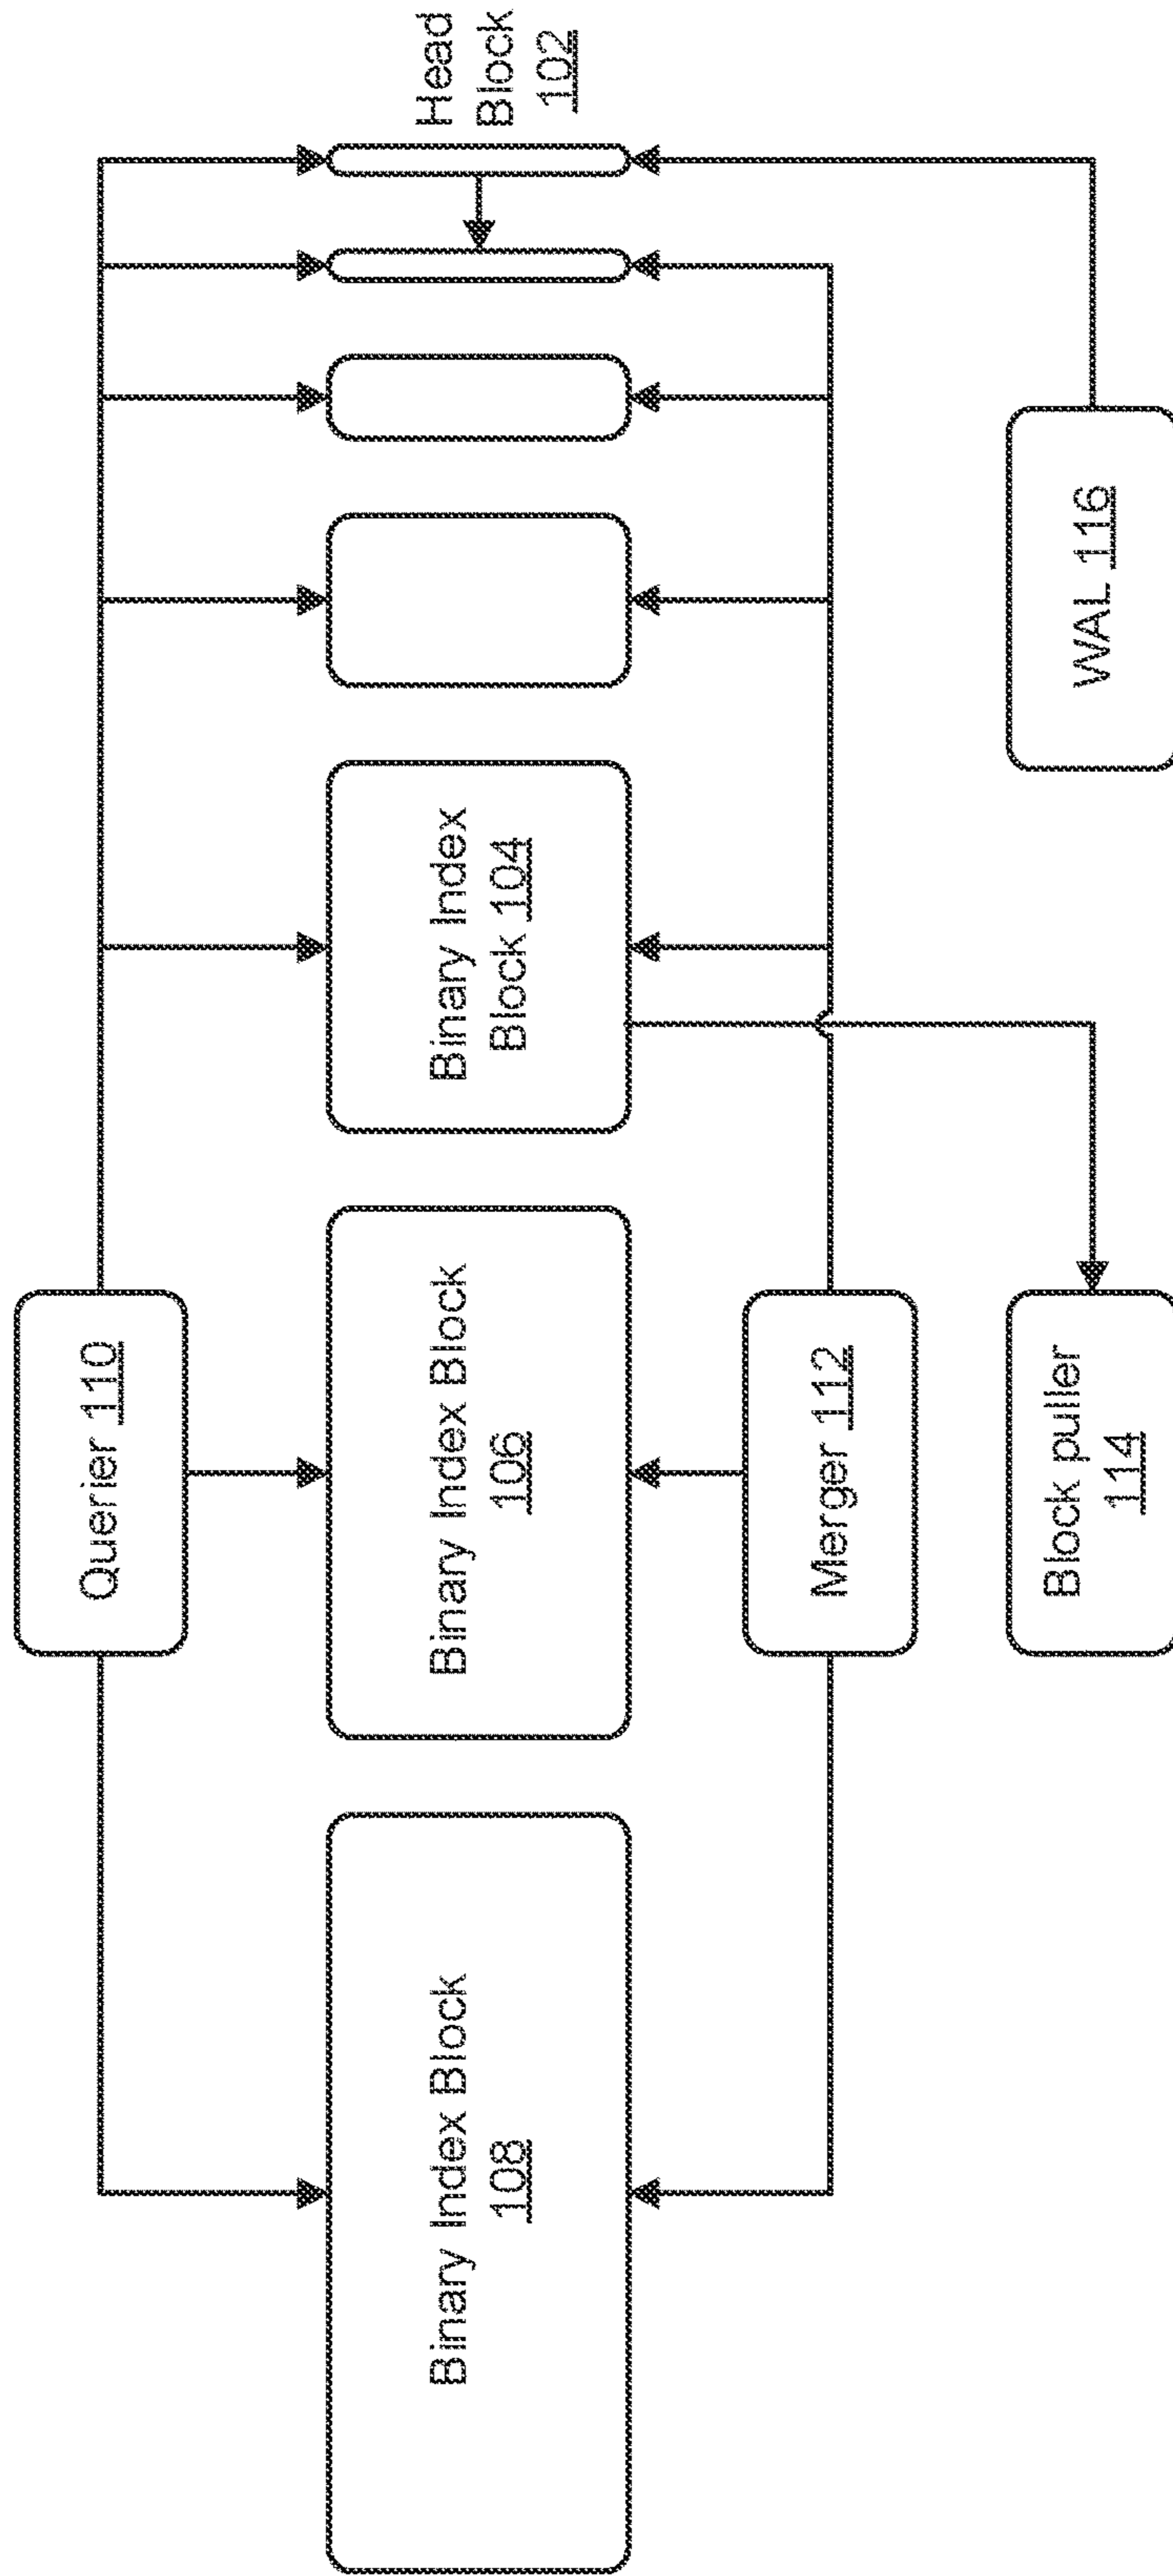 Querier 110
Head
Block
102
Binary Index Block
108
Binary Index Block
106
Binary Index
Block 104
Merger 112
Block puller
114
WAL 116